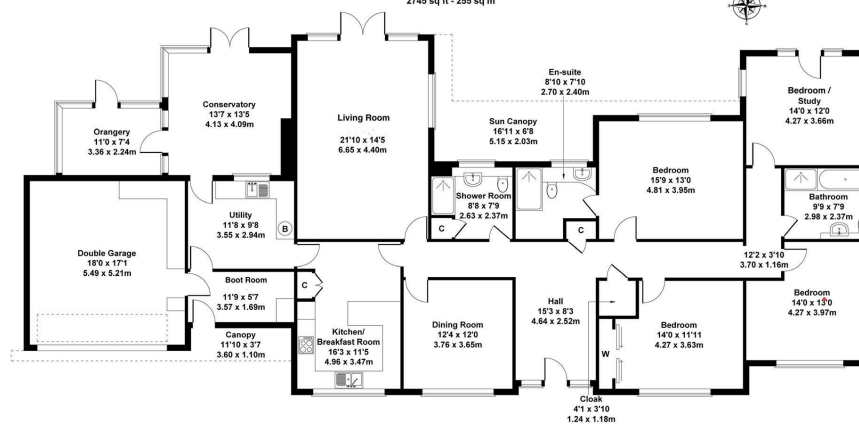 2745 sq ft - 255 sq m
En-suite
8'10 x 7'10
2.70 x 2.40m
Bedroom /
Study
14'0 x 12'0
4.27 x 3.66m
Conservatory
13'7 x 13'5
4.13 x 4.09m
Living Room
21'10 x 14'5
6.65 x 4.40m
Sun Canopy
16'11 x 6'8
5.15 x 2.03m
Orangery
11'0 x 7'4
3.36 x 2.24m
Bedroom
15'9 x 13'0
4.81 x 3.95m
Shower Room
8'8 x 7'9
2.63 x 2.37m
Bathroom
9'9 x 7'9
2.98 x 2.37m
Utility
11'8 x 9'8
3.55 x 2.94m
B
C
C
Double Garage
18'0 x 17'1
5.49 x 5.21m
12'2 x 3'10
3.70 x 1.16m
Boot Room
11'9 x 5'7
3.57 x 1.69m
C
Hall
15'3 x 8'3
4.64 x 2.52m
Bedroom
14'0 x 13'0
4.27 x 3.97m
Kitchen/
Breakfast Room
16'3 x 11'5
4.96 x 3.47m
Dining Room
12'4 x 12'0
3.76 x 3.65m
Bedroom
14'0 x 11'11
4.27 x 3.63m
W
Canopy
11'10 x 3'7
3.60 x 1.10m
Cloak
4'1 x 3'10
1.24 x 1.18m